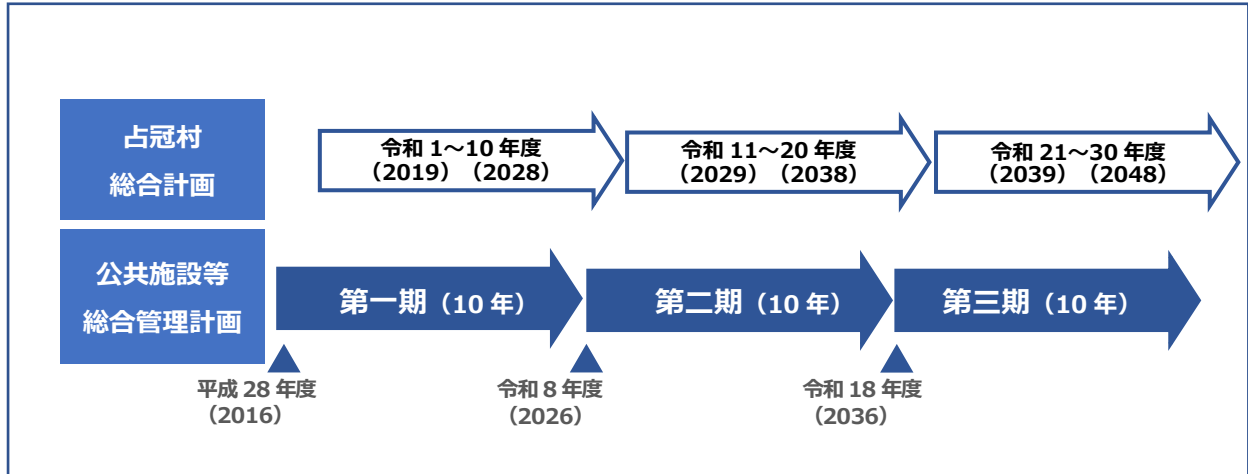 占冠村
総合計画
令和 1～10 年度
（2019）（2028）
令和 11～20 年度
（2029）（2038）
令和 21～30 年度
（2039）（2048）
公共施設等
総合管理計画
第一期（10 年）
第二期（10 年）
第三期（10 年）
平成 28 年度
（2016）
令和 8 年度
（2026）
令和 18 年度
（2036）